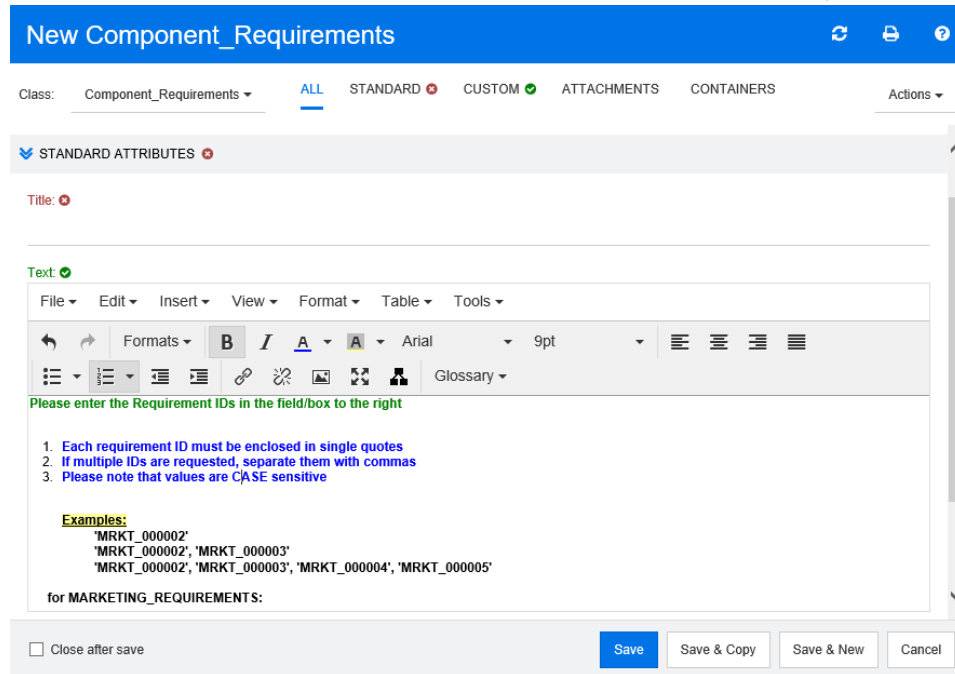 New Component_Requirements
Class: Component_Requirements ALL STANDARD CUSTOM ATTACHMENTS CONTAINERS Actions
STANDARD ATTRIBUTES
Title:
Text:
File Edit Insert View Format Table Tools
Formats B I A A Arial 9pt
Glossary
Please enter the Requirement IDs in the field/box to the right
1. Each requirement ID must be enclosed in single quotes
2. If multiple IDs are requested, separate them with commas
3. Please note that values are CASE sensitive
Examples:
'MRKT_000002'
'MRKT_000002', 'MRKT_000003'
'MRKT_000002', 'MRKT_000003', 'MRKT_000004', 'MRKT_000005'
for MARKETING_REQUIREMENTS:
Close after save Save Save & Copy Save & New Cancel